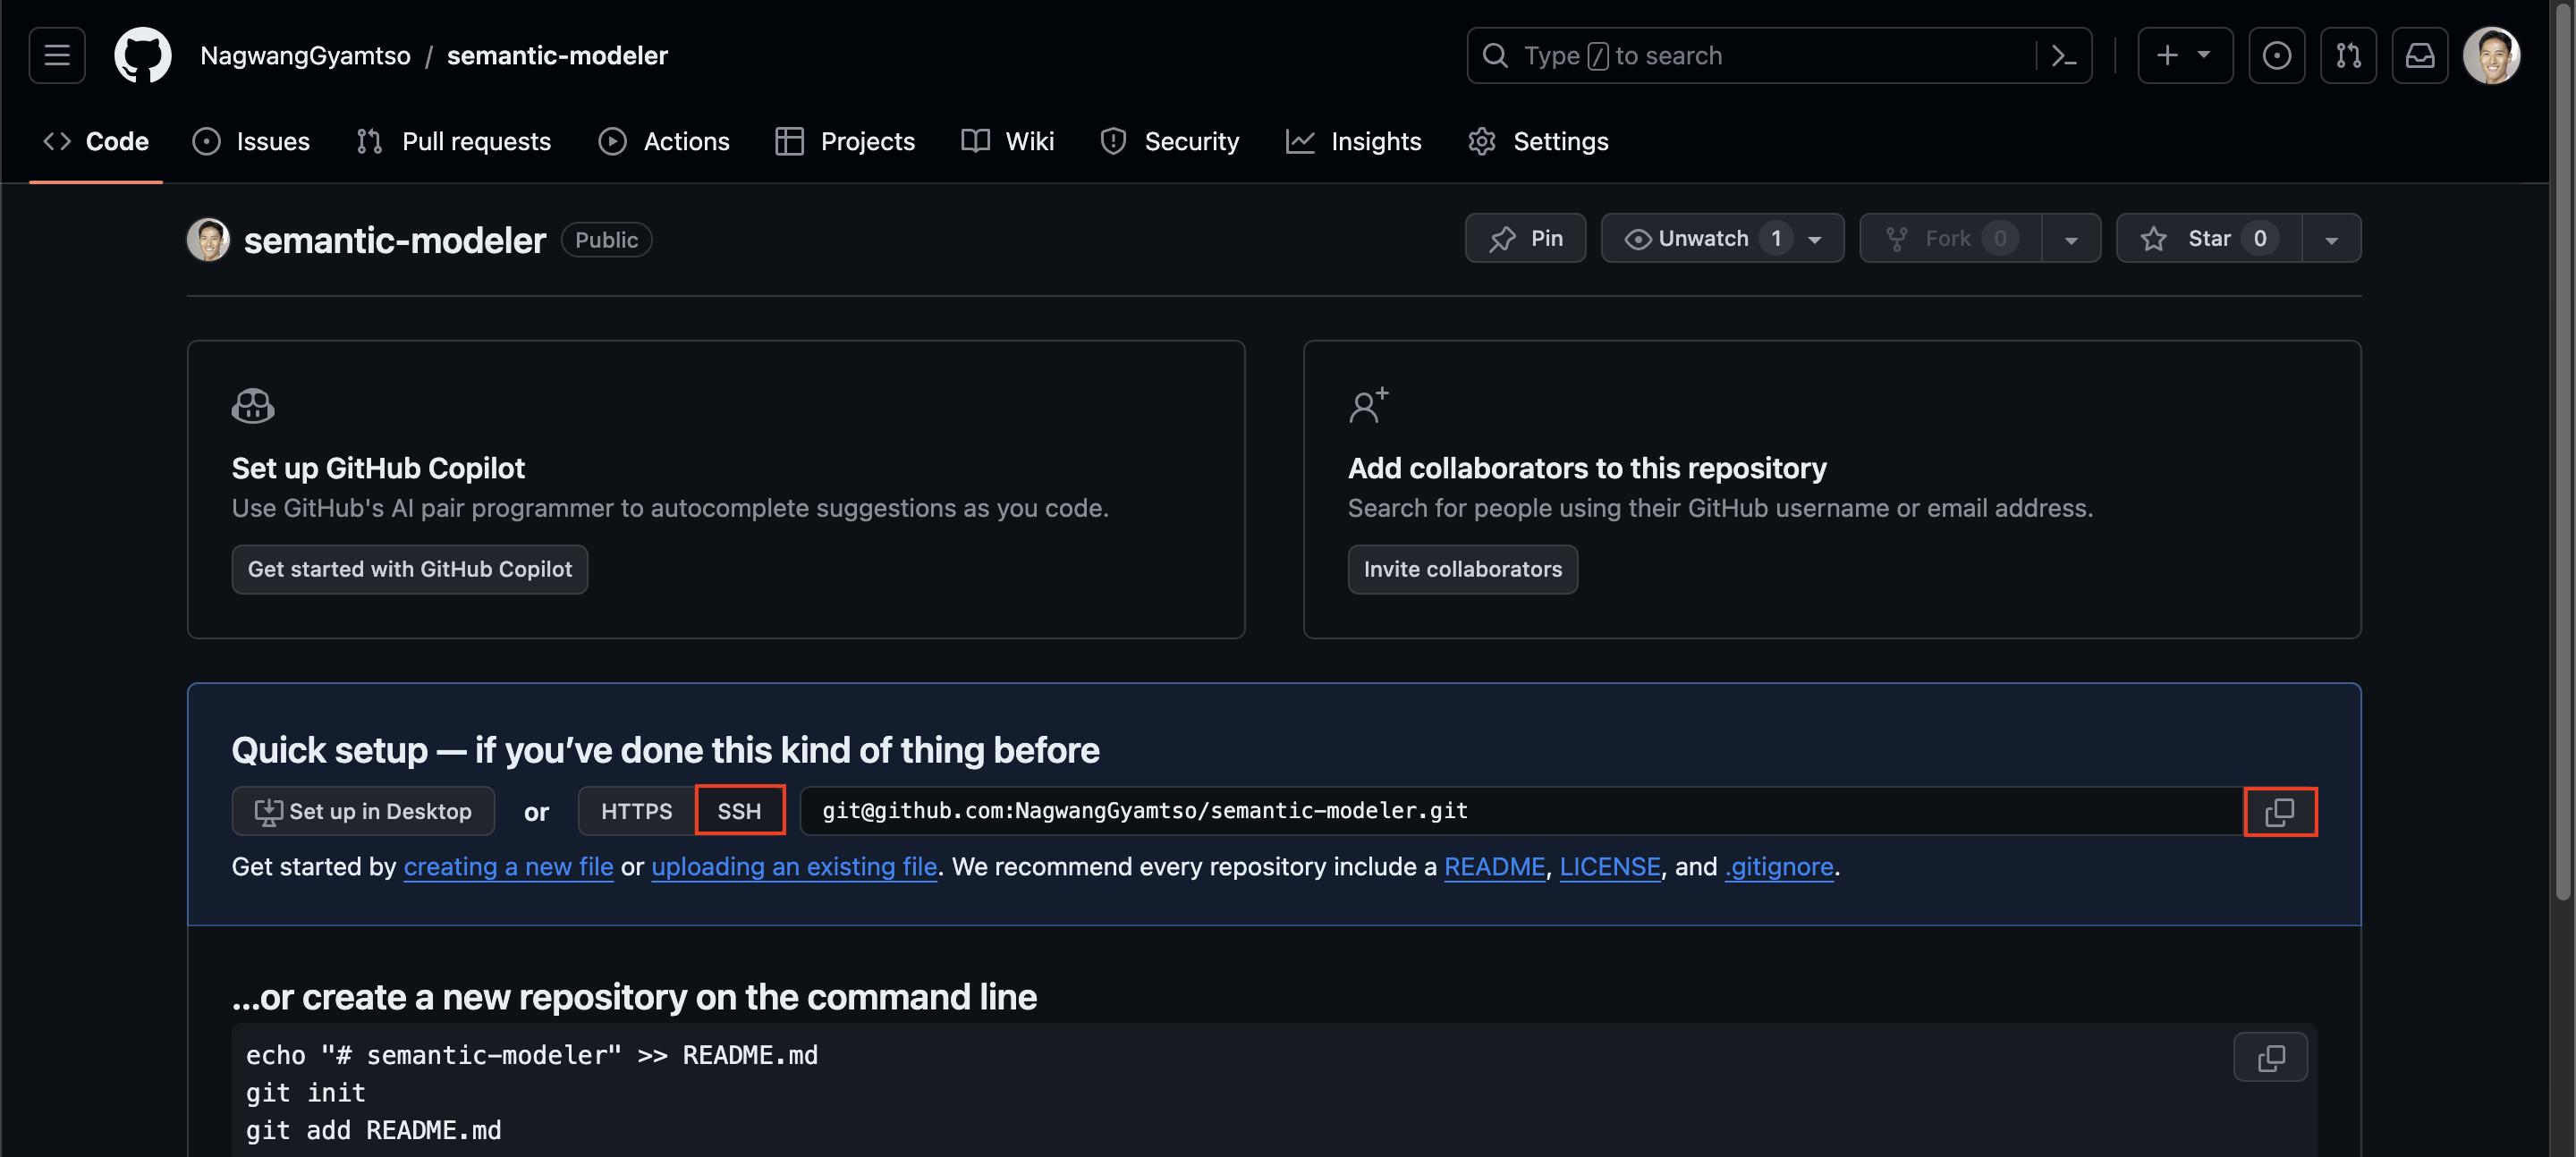 NagwangGyamtso / semantic-modeler
Type / to search
Code Issues Pull requests Actions Projects Wiki Security Insights Settings
semantic-modeler Public
Pin Unwatch 1 Fork 0 Star 0
Set up GitHub Copilot
Use GitHub's AI pair programmer to autocomplete suggestions as you code.
Get started with GitHub Copilot
Add collaborators to this repository
Search for people using their GitHub username or email address.
Invite collaborators
Quick setup — if you’ve done this kind of thing before
Set up in Desktop or HTTPS SSH git@github.com:NagwangGyamtso/semantic-modeler.git
Get started by creating a new file or uploading an existing file. We recommend every repository include a README, LICENSE, and .gitignore.
…or create a new repository on the command line
echo "# semantic-modeler" >> README.md
git init
git add README.md